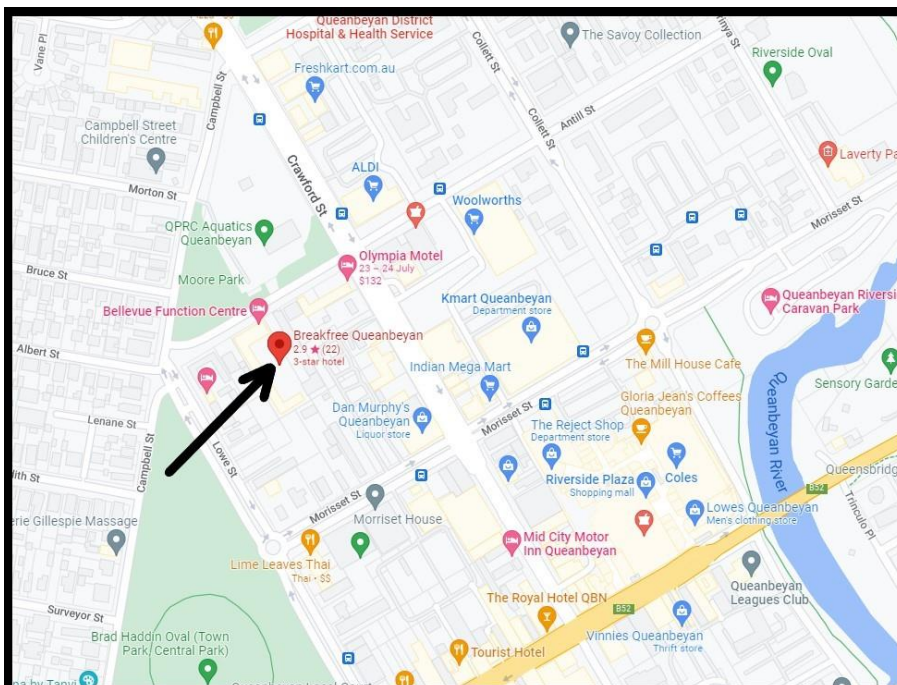 Queanbeyan District
Hospital & Health Service
The Savoy Collection
Vane Pl
Campbell St
Collett St
Riverside Oval
Freshkart.com.au
Antill St
Collett St
Campbell Street
Children's Centre
Crawford St
ALDI
Laverty
Morton St
Woolworths
Morisset St
QPRC Aquatics
Queanbeyan
Olympia Motel
23 – 24 July
$132
Bruce St
Moore Park
Kmart Queanbeyan
Department store
Queanbeyan
Caravan Park
Bellevue Function Centre
Breakfree Queanbeyan
2.9 ★ (22)
3-star hotel
Albert St
Indian Mega Mart
The Mill House Cafe
Queanbeyan River
Sensory
Gloria Jean's Coffees
Queanbeyan
Dan Murphy's
Queanbeyan
Liquor store
Lenane St
Morisset St
The Reject Shop
Department store
Lowe St
Campbell St
Riverside Plaza
Shopping mall
Coles
Queensbridge
B52
Morisset St
Morriset House
Lowes Queanbeyan
Men's clothing store
Trinculo Pl
Gillespie Massage
Mid City Motor
Inn Queanbeyan
Lime Leaves Thai
Thai • $$
Queanbeyan
Leagues Club
Surveyor St
The Royal Hotel QBN
B52
Brad Haddin Oval (Town
Park, Central Park)
Vinnies Queanbeyan
Thrift store
Tourist Hotel